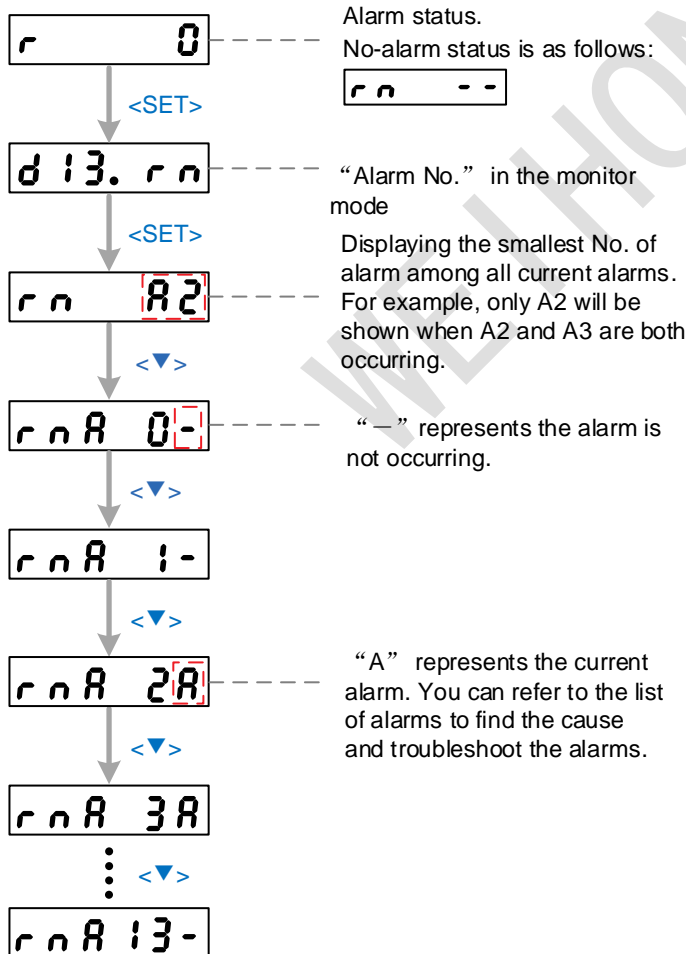 r 0
Alarm status.
No-alarm status is as follows:
rn --
<SET>
d13. rn
“Alarm No.” in the monitor
mode
<SET>
Displaying the smallest No. of
alarm among all current alarms.
For example, only A2 will be
shown when A2 and A3 are both
occurring.
rn A2
<▼>
rnA 0-
“—” represents the alarm is
not occurring.
<▼>
rnA 1-
<▼>
rnA 2A
“A” represents the current
alarm. You can refer to the list
of alarms to find the cause
and troubleshoot the alarms.
<▼>
rnA 3A
<▼>
rnA13-
WEIHON